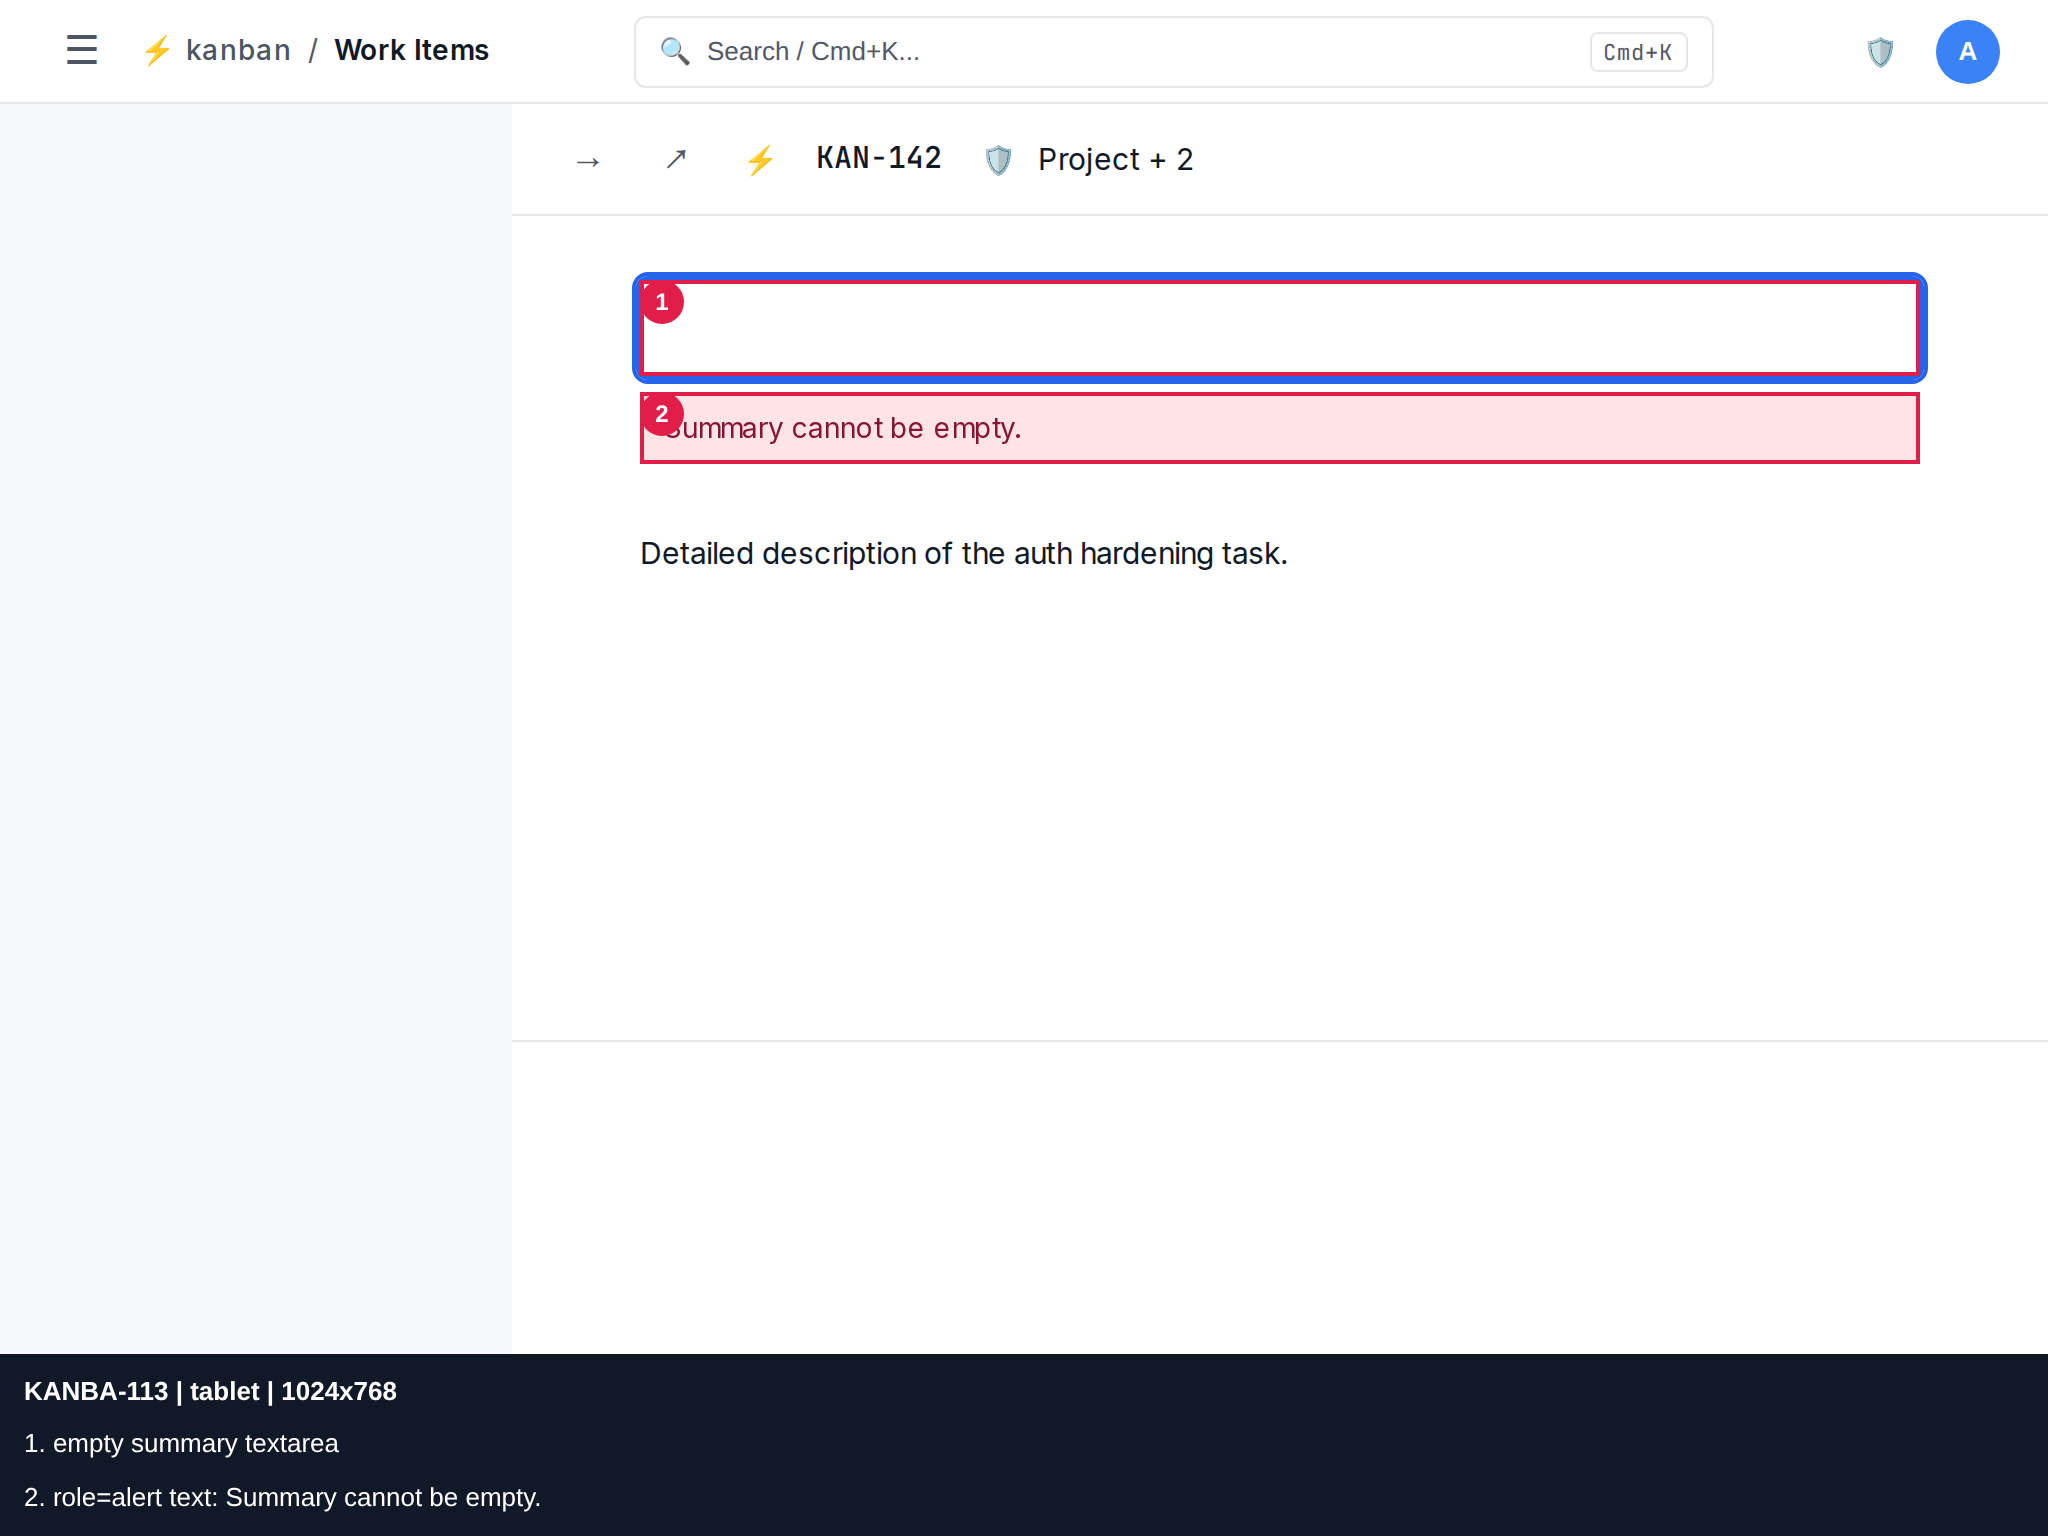 kanban / Work Items
Search / Cmd+K...
Cmd+K
A
KAN-142
Project + 2
1
2
Summary cannot be empty.
Detailed description of the auth hardening task.
KANBA-113 | tablet | 1024x768
1. empty summary textarea
2. role=alert text: Summary cannot be empty.